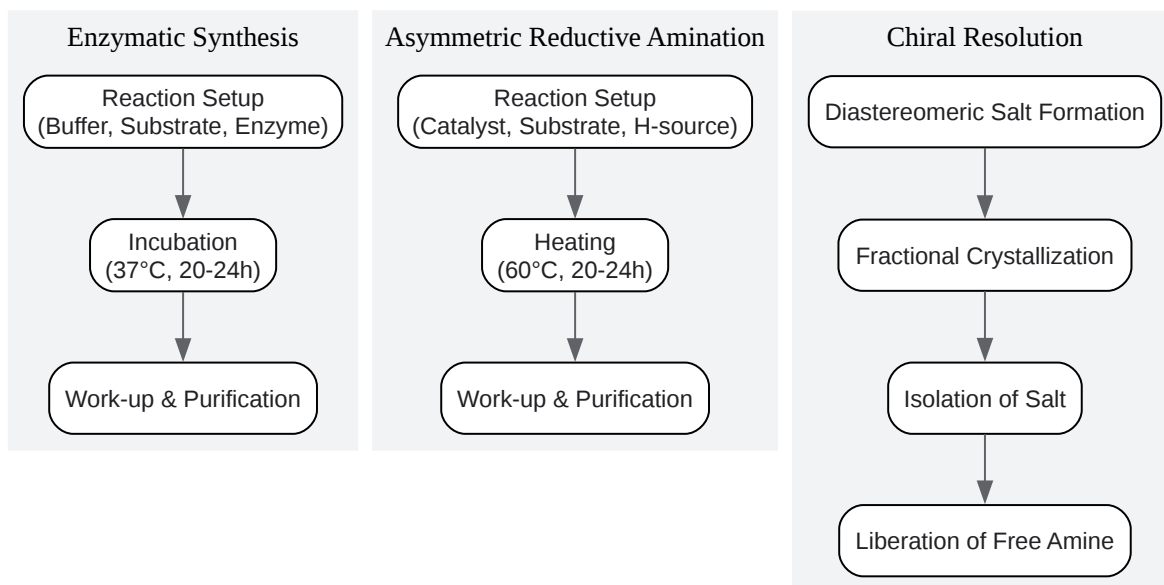 Enzymatic Synthesis
Reaction Setup
(Buffer, Substrate, Enzyme)
Incubation
(37°C, 20-24h)
Work-up & Purification
Asymmetric Reductive Amination
Reaction Setup
(Catalyst, Substrate, H-source)
Heating
(60°C, 20-24h)
Work-up & Purification
Chiral Resolution
Diastereomeric Salt Formation
Fractional Crystallization
Isolation of Salt
Liberation of Free Amine